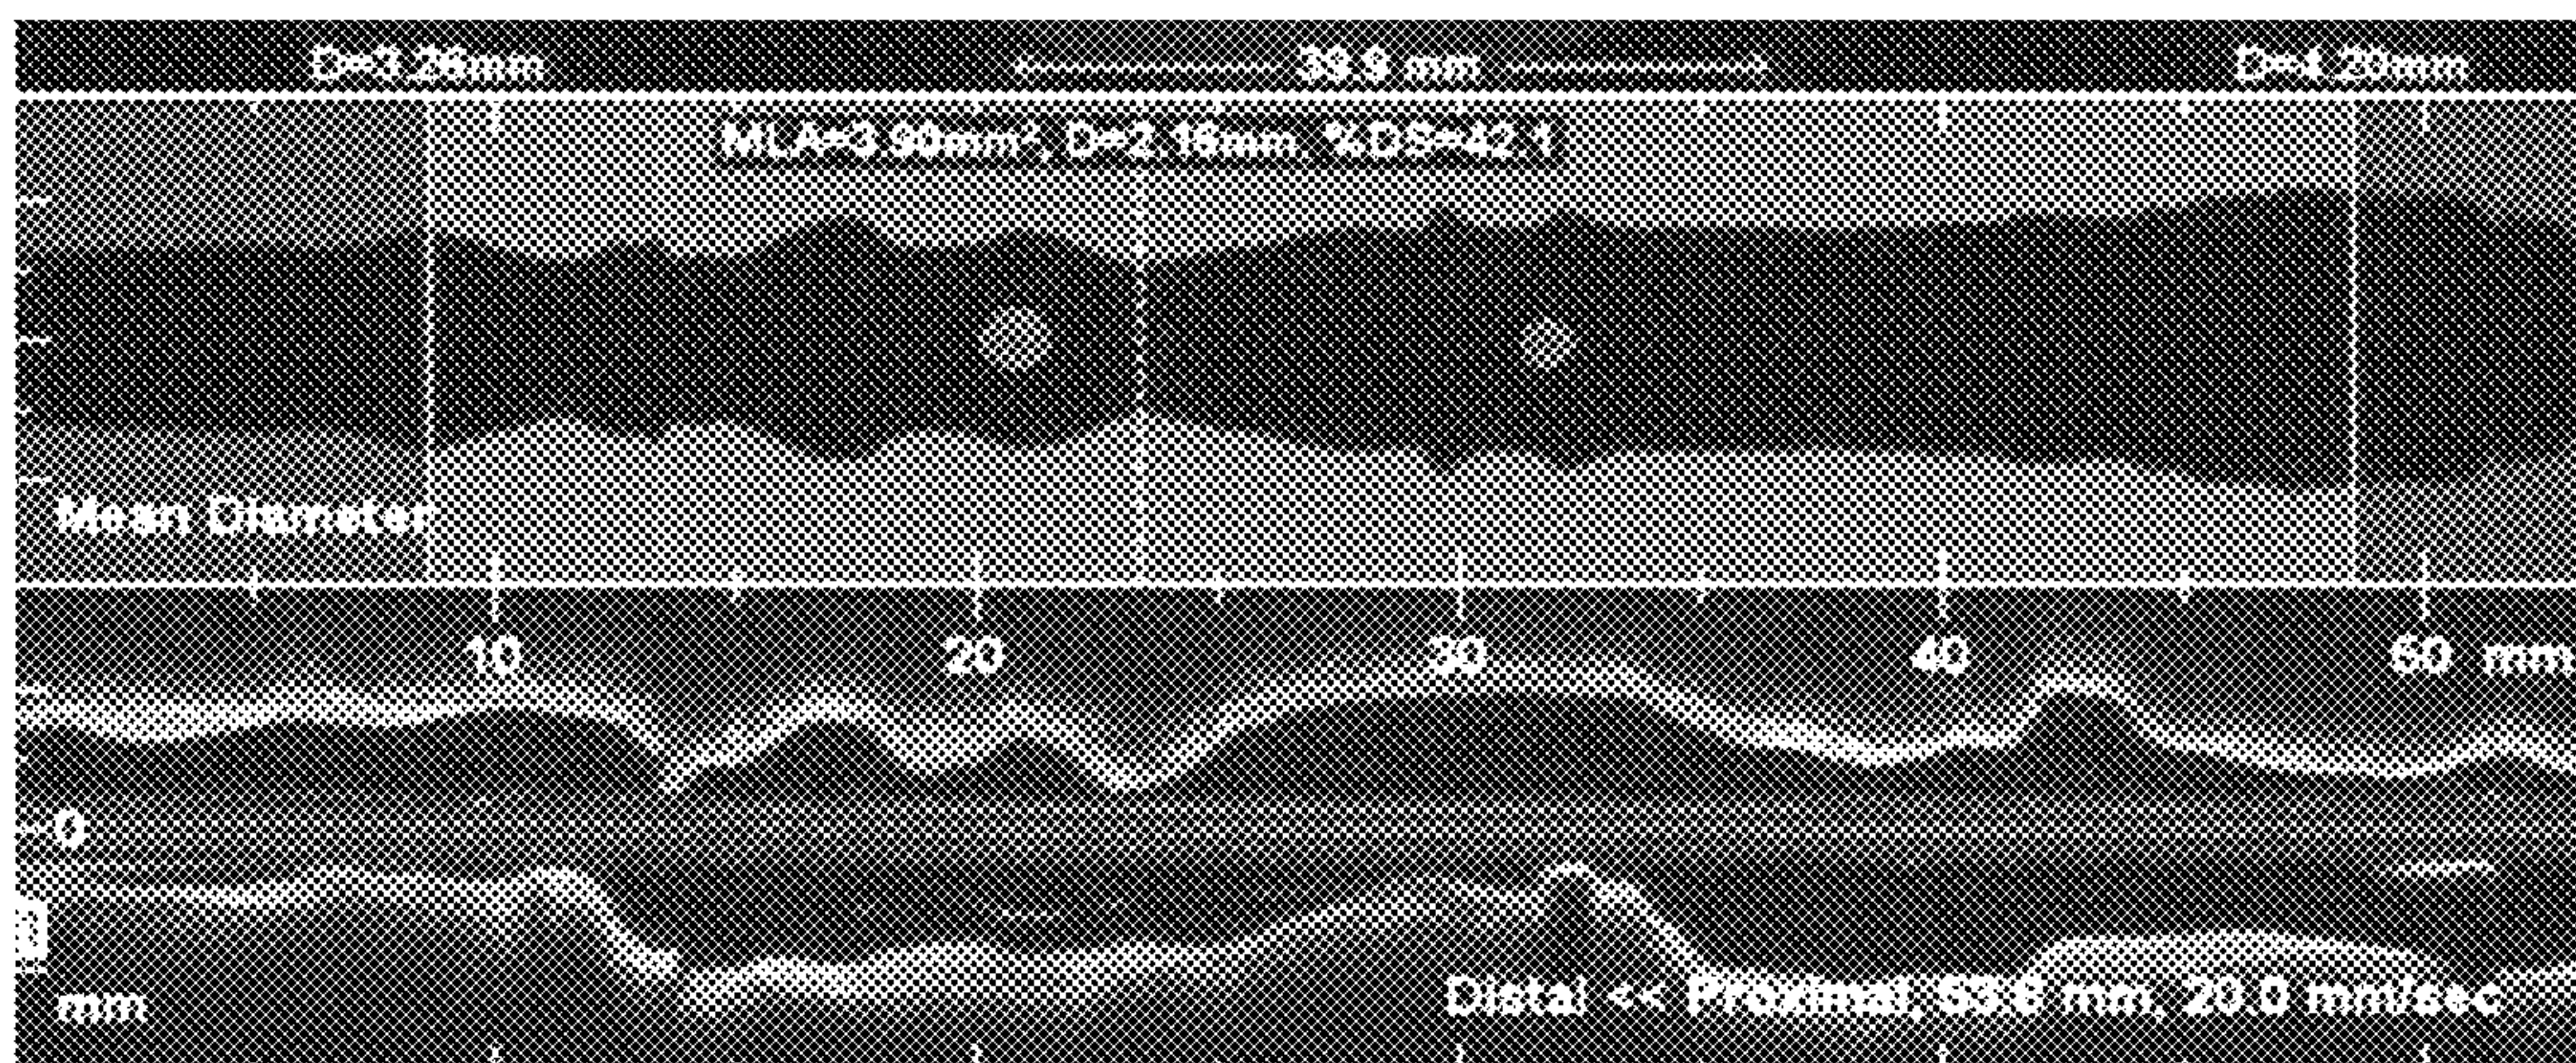 D=3.26mm 39.9 mm D=4.20mm
MLA=3.90mm², D=2.16mm, %DS=42.1
Mean Diameter
10 20 30 40 50 mm
0
mm
Distal << Proximal, 53.6 mm, 20.0 mm/sec